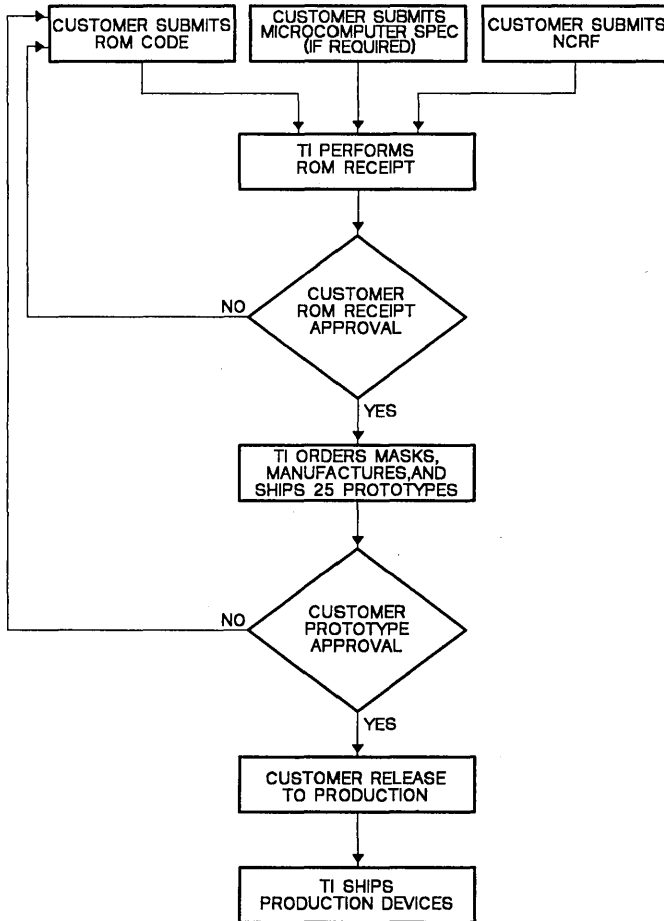 CUSTOMER SUBMITS
ROM CODE
CUSTOMER SUBMITS
MICROCOMPUTER SPEC
(IF REQUIRED)
CUSTOMER SUBMITS
NCRF
TI PERFORMS
ROM RECEIPT
CUSTOMER
ROM RECEIPT
APPROVAL
NO
YES
TI ORDERS MASKS,
MANUFACTURES,AND
SHIPS 25 PROTOTYPES
CUSTOMER
PROTOTYPE
APPROVAL
NO
YES
CUSTOMER RELEASE
TO PRODUCTION
TI SHIPS
PRODUCTION DEVICES